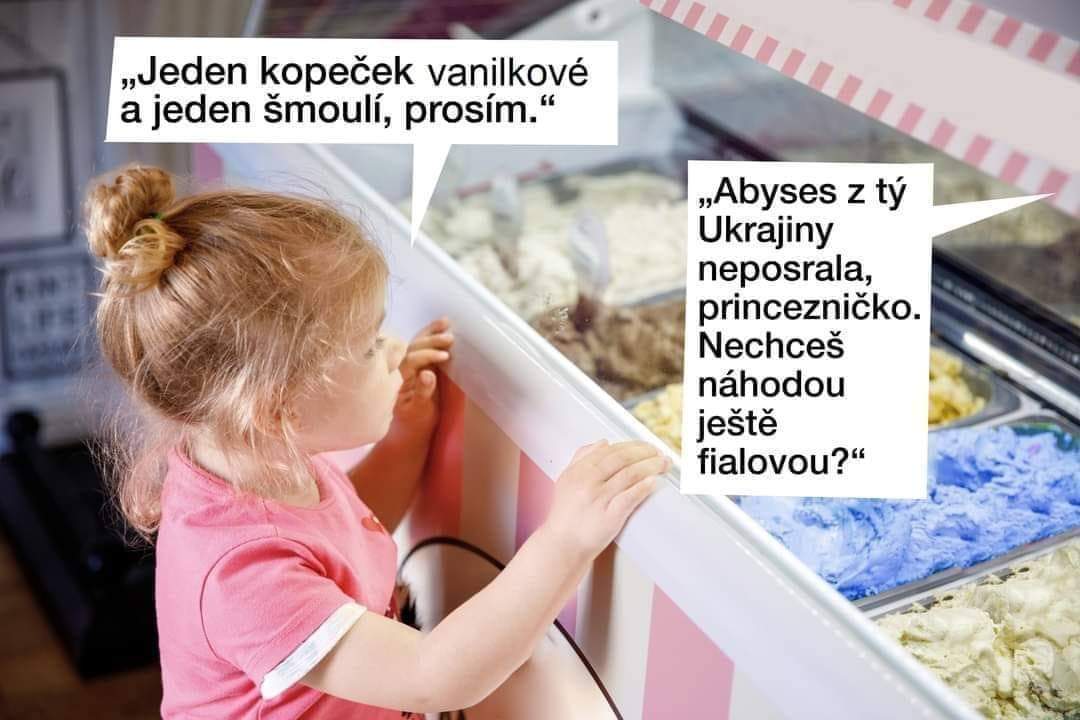 „Jeden kopeček vanilkové
a jeden šmoulí, prosím.“
„Abyses z tý
Ukrajiny
neposrala,
princezničko.
Nechceš
náhodou
ještě
fialovou?“